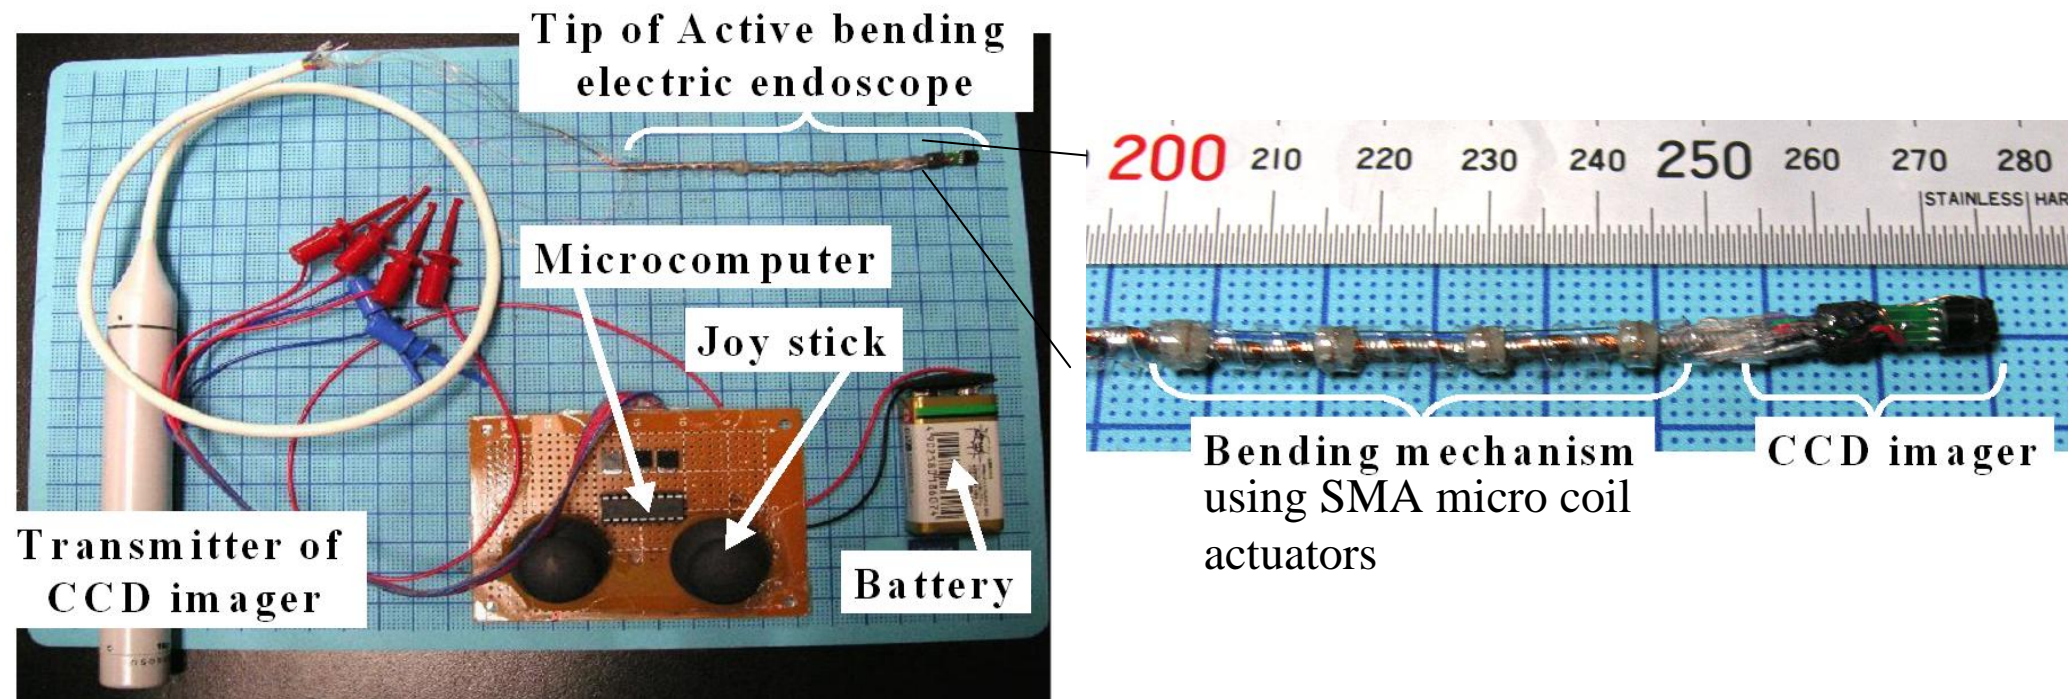 Tip of Active bending
electric endoscope
Microcomputer
Joy stick
Transmitter of
CCD imager
Battery
200 210 220 230 240 250 260 270 280
STAINLESS HAR
Bending mechanism
using SMA micro coil
actuators
CCD imager